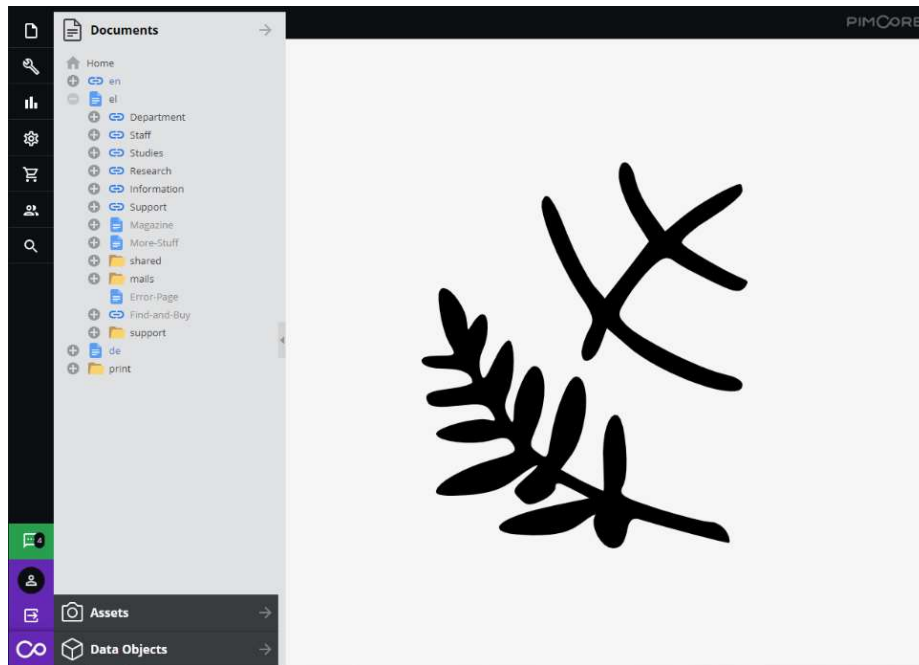 Documents
PIMCORE
Home
en
el
Department
Staff
Studies
Research
Information
Support
Magazine
More-Stuff
shared
mails
Error-Page
Find-and-Buy
support
de
print
4
Assets
Data Objects